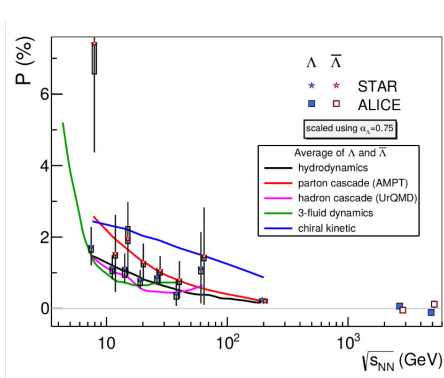 P (%)
6
4
2
0
Λ Λ̅
STAR
ALICE
scaled using α_Λ=0.75
Average of Λ and Λ̅
hydrodynamics
parton cascade (AMPT)
hadron cascade (UrQMD)
3-fluid dynamics
chiral kinetic
10 10² 10³
√s_NN (GeV)